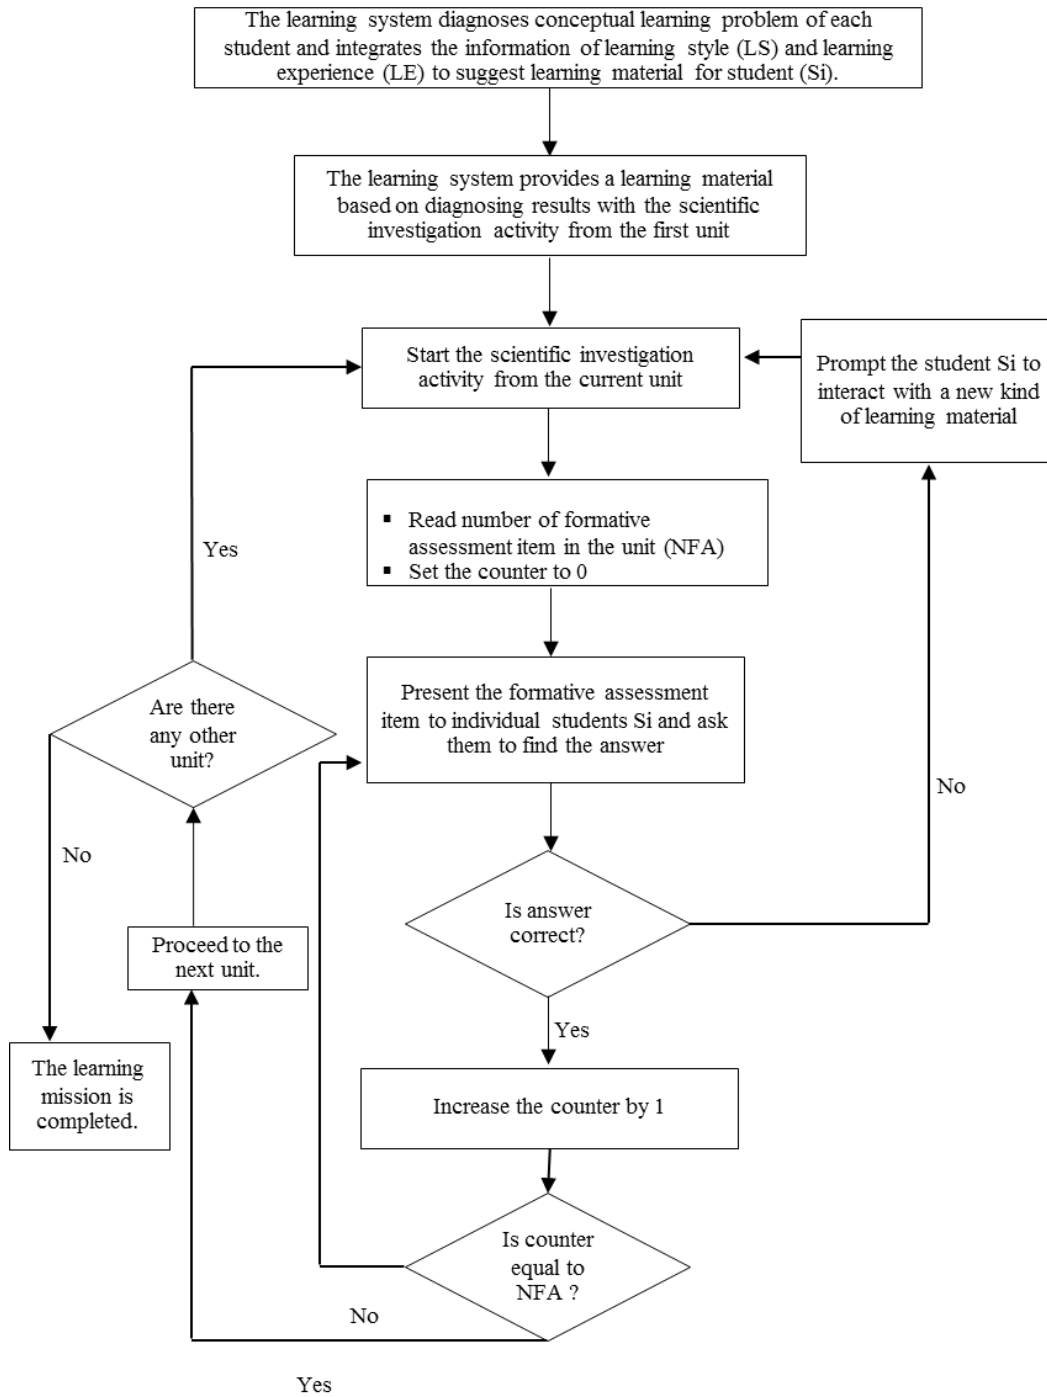 The learning system diagnoses conceptual learning problem of each
student and integrates the information of learning style (LS) and learning
experience (LE) to suggest learning material for student (Si).
The learning system provides a learning material
based on diagnosing results with the scientific
investigation activity from the first unit
Start the scientific investigation
activity from the current unit
Prompt the student Si to
interact with a new kind
of learning material
▪ Read number of formative
assessment item in the unit (NFA)
▪ Set the counter to 0
Yes
Present the formative assessment
item to individual students Si and ask
them to find the answer
Are there
any other
unit?
No
No
Is answer
correct?
Proceed to the
next unit.
Yes
The learning
mission is
completed.
Increase the counter by 1
Is counter
equal to
NFA ?
No
Yes